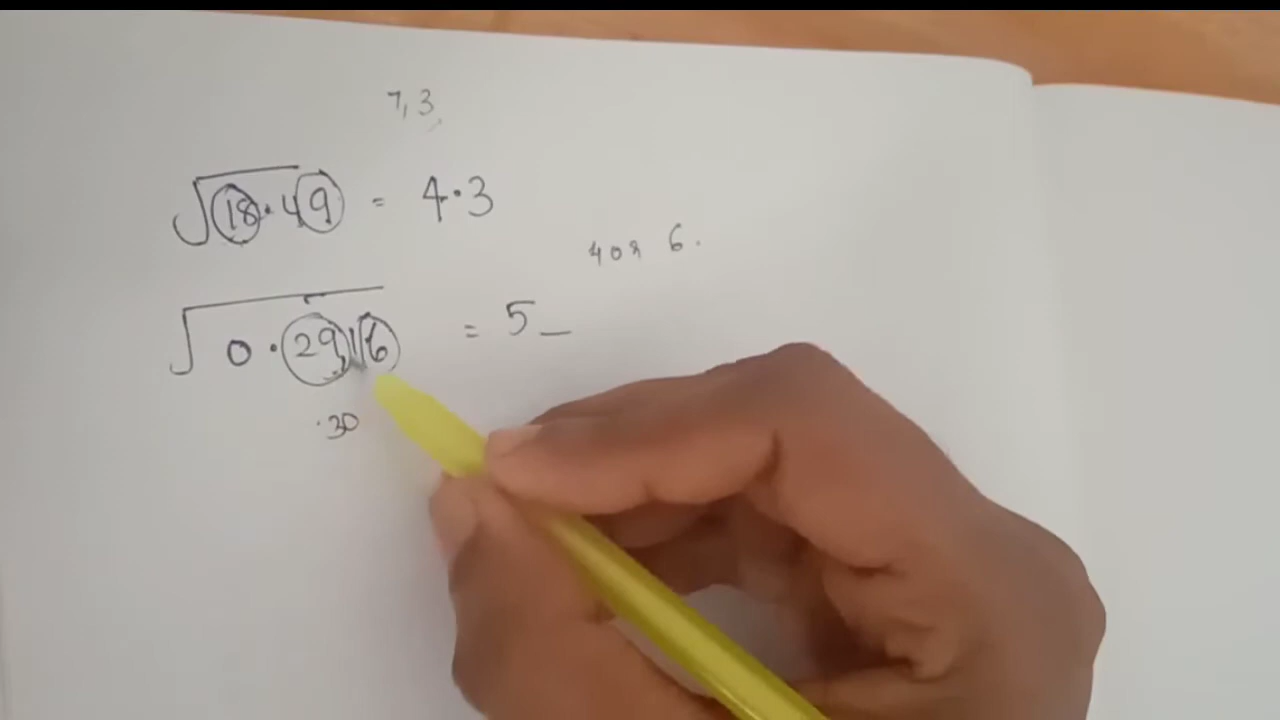 7,3
√18.49 = 4.3
4 or 6.
√0.2916 = 5_
.30